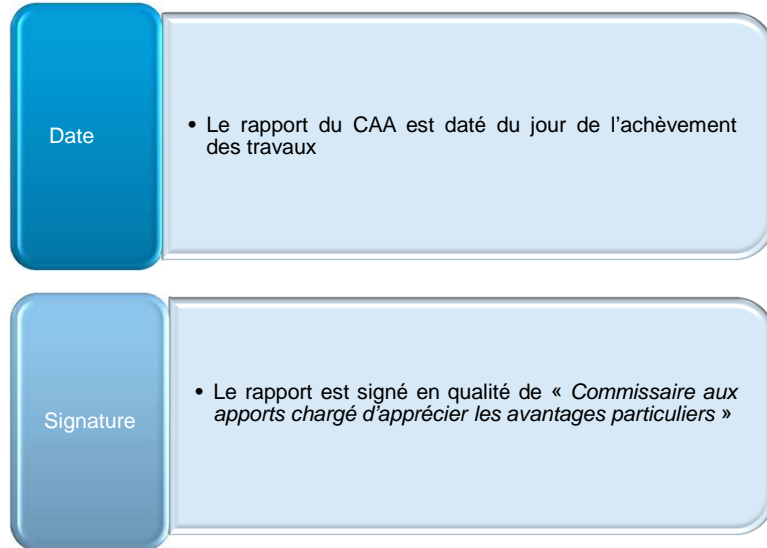 Date
• Le rapport du CAA est daté du jour de l'achèvement
des travaux
Signature
• Le rapport est signé en qualité de « Commissaire aux
apports chargé d'apprécier les avantages particuliers »